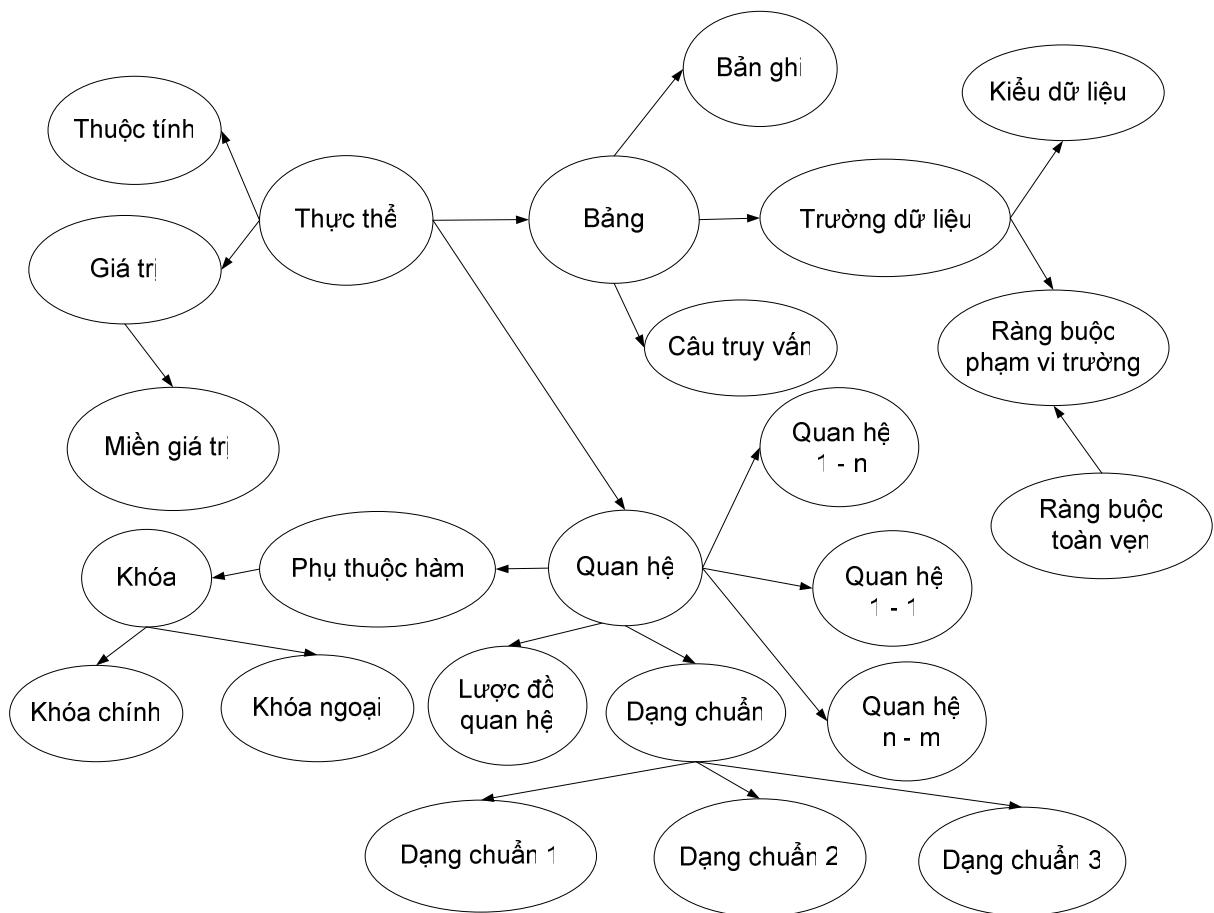 Bản ghi
Kiểu dữ liệu
Thuộc tính
Thực thể
Bảng
Trường dữ liệu
Giá trị
Câu truy vấn
Ràng buộc
phạm vi trường
Miền giá trị
Quan hệ
1 - n
Ràng buộc
toàn vẹn
Khóa
Phụ thuộc hàm
Quan hệ
Quan hệ
1 - 1
Khóa chính
Khóa ngoại
Lược đồ
quan hệ
Dạng chuẩn
Quan hệ
n - m
Dạng chuẩn 1
Dạng chuẩn 2
Dạng chuẩn 3